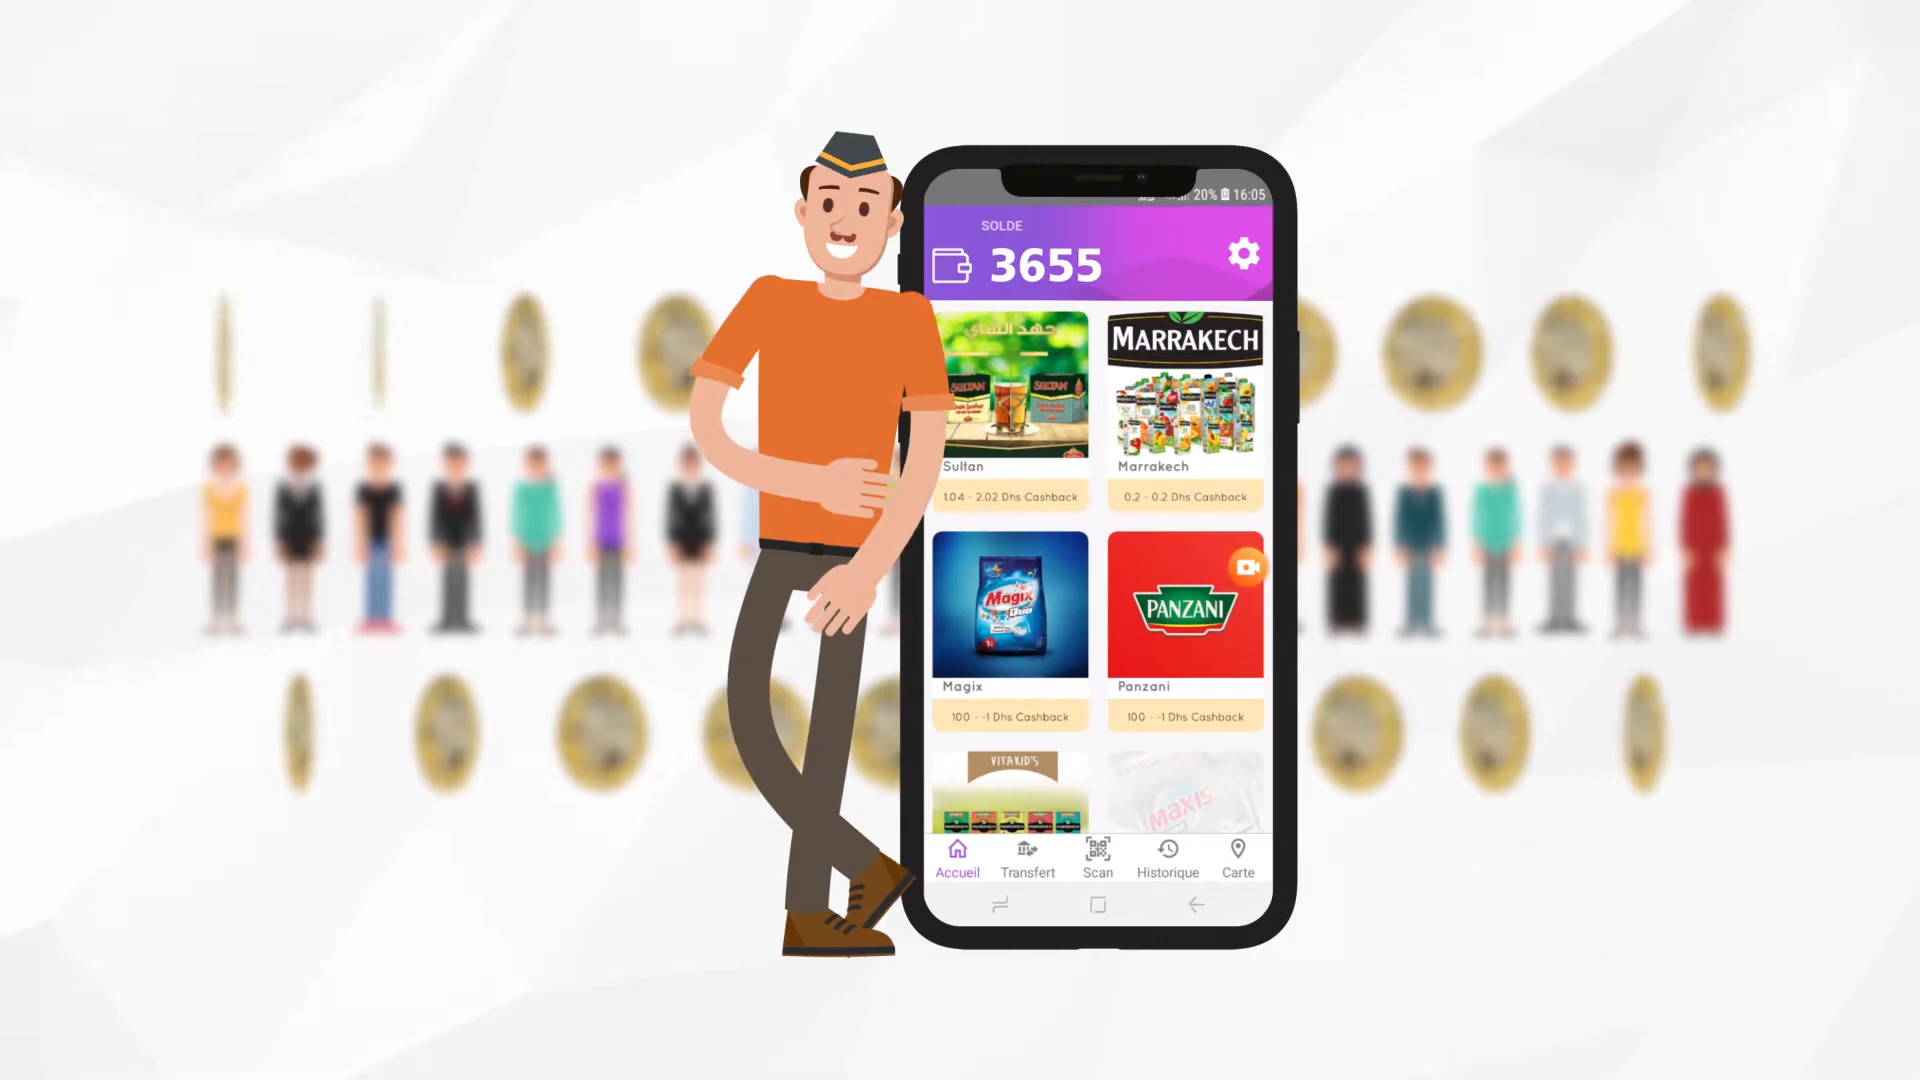 20% 16:05
SOLDE
3655
جهد الشاي
SULTAN SULTAN
MARRAKECH
Sultan
Marrakech
1.04 - 2.02 Dhs Cashback
0.2 - 0.2 Dhs Cashback
Magix
Duo
PANZANI
Magix
Panzani
100 - -1 Dhs Cashback
100 - -1 Dhs Cashback
VITAKID'S
MAXIS
Accueil
Transfert
Scan
Historique
Carte